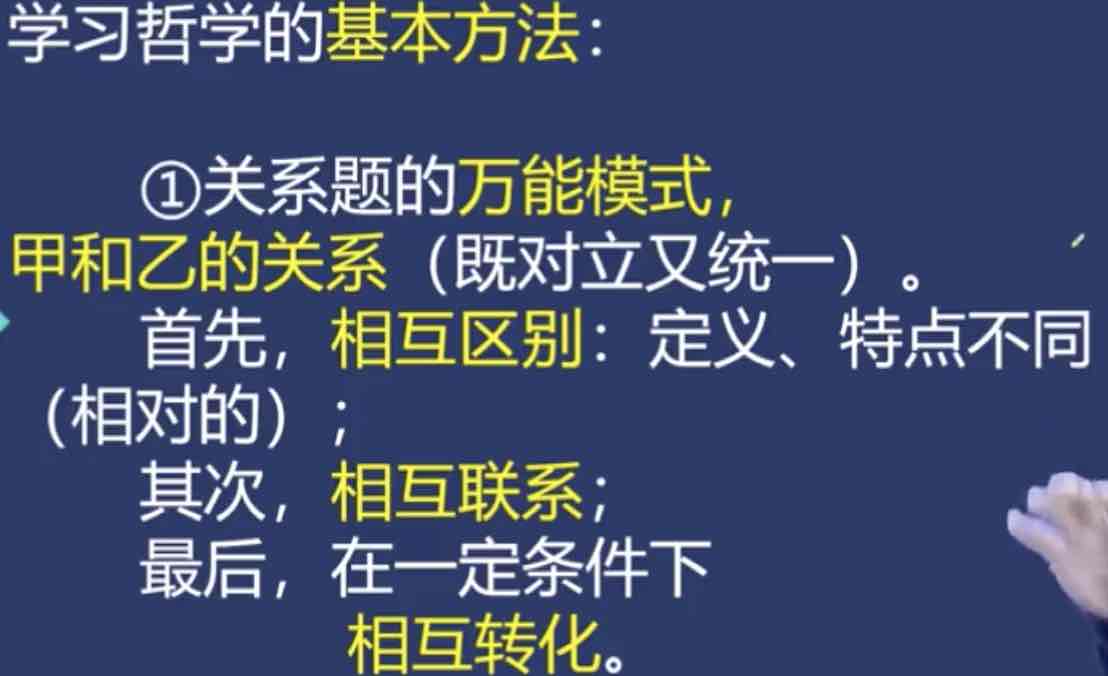 学习哲学的基本方法：
①关系题的万能模式，
甲和乙的关系（既对立又统一）。
首先，相互区别：定义、特点不同
（相对的）；
其次，相互联系；
最后，在一定条件下
相互转化。